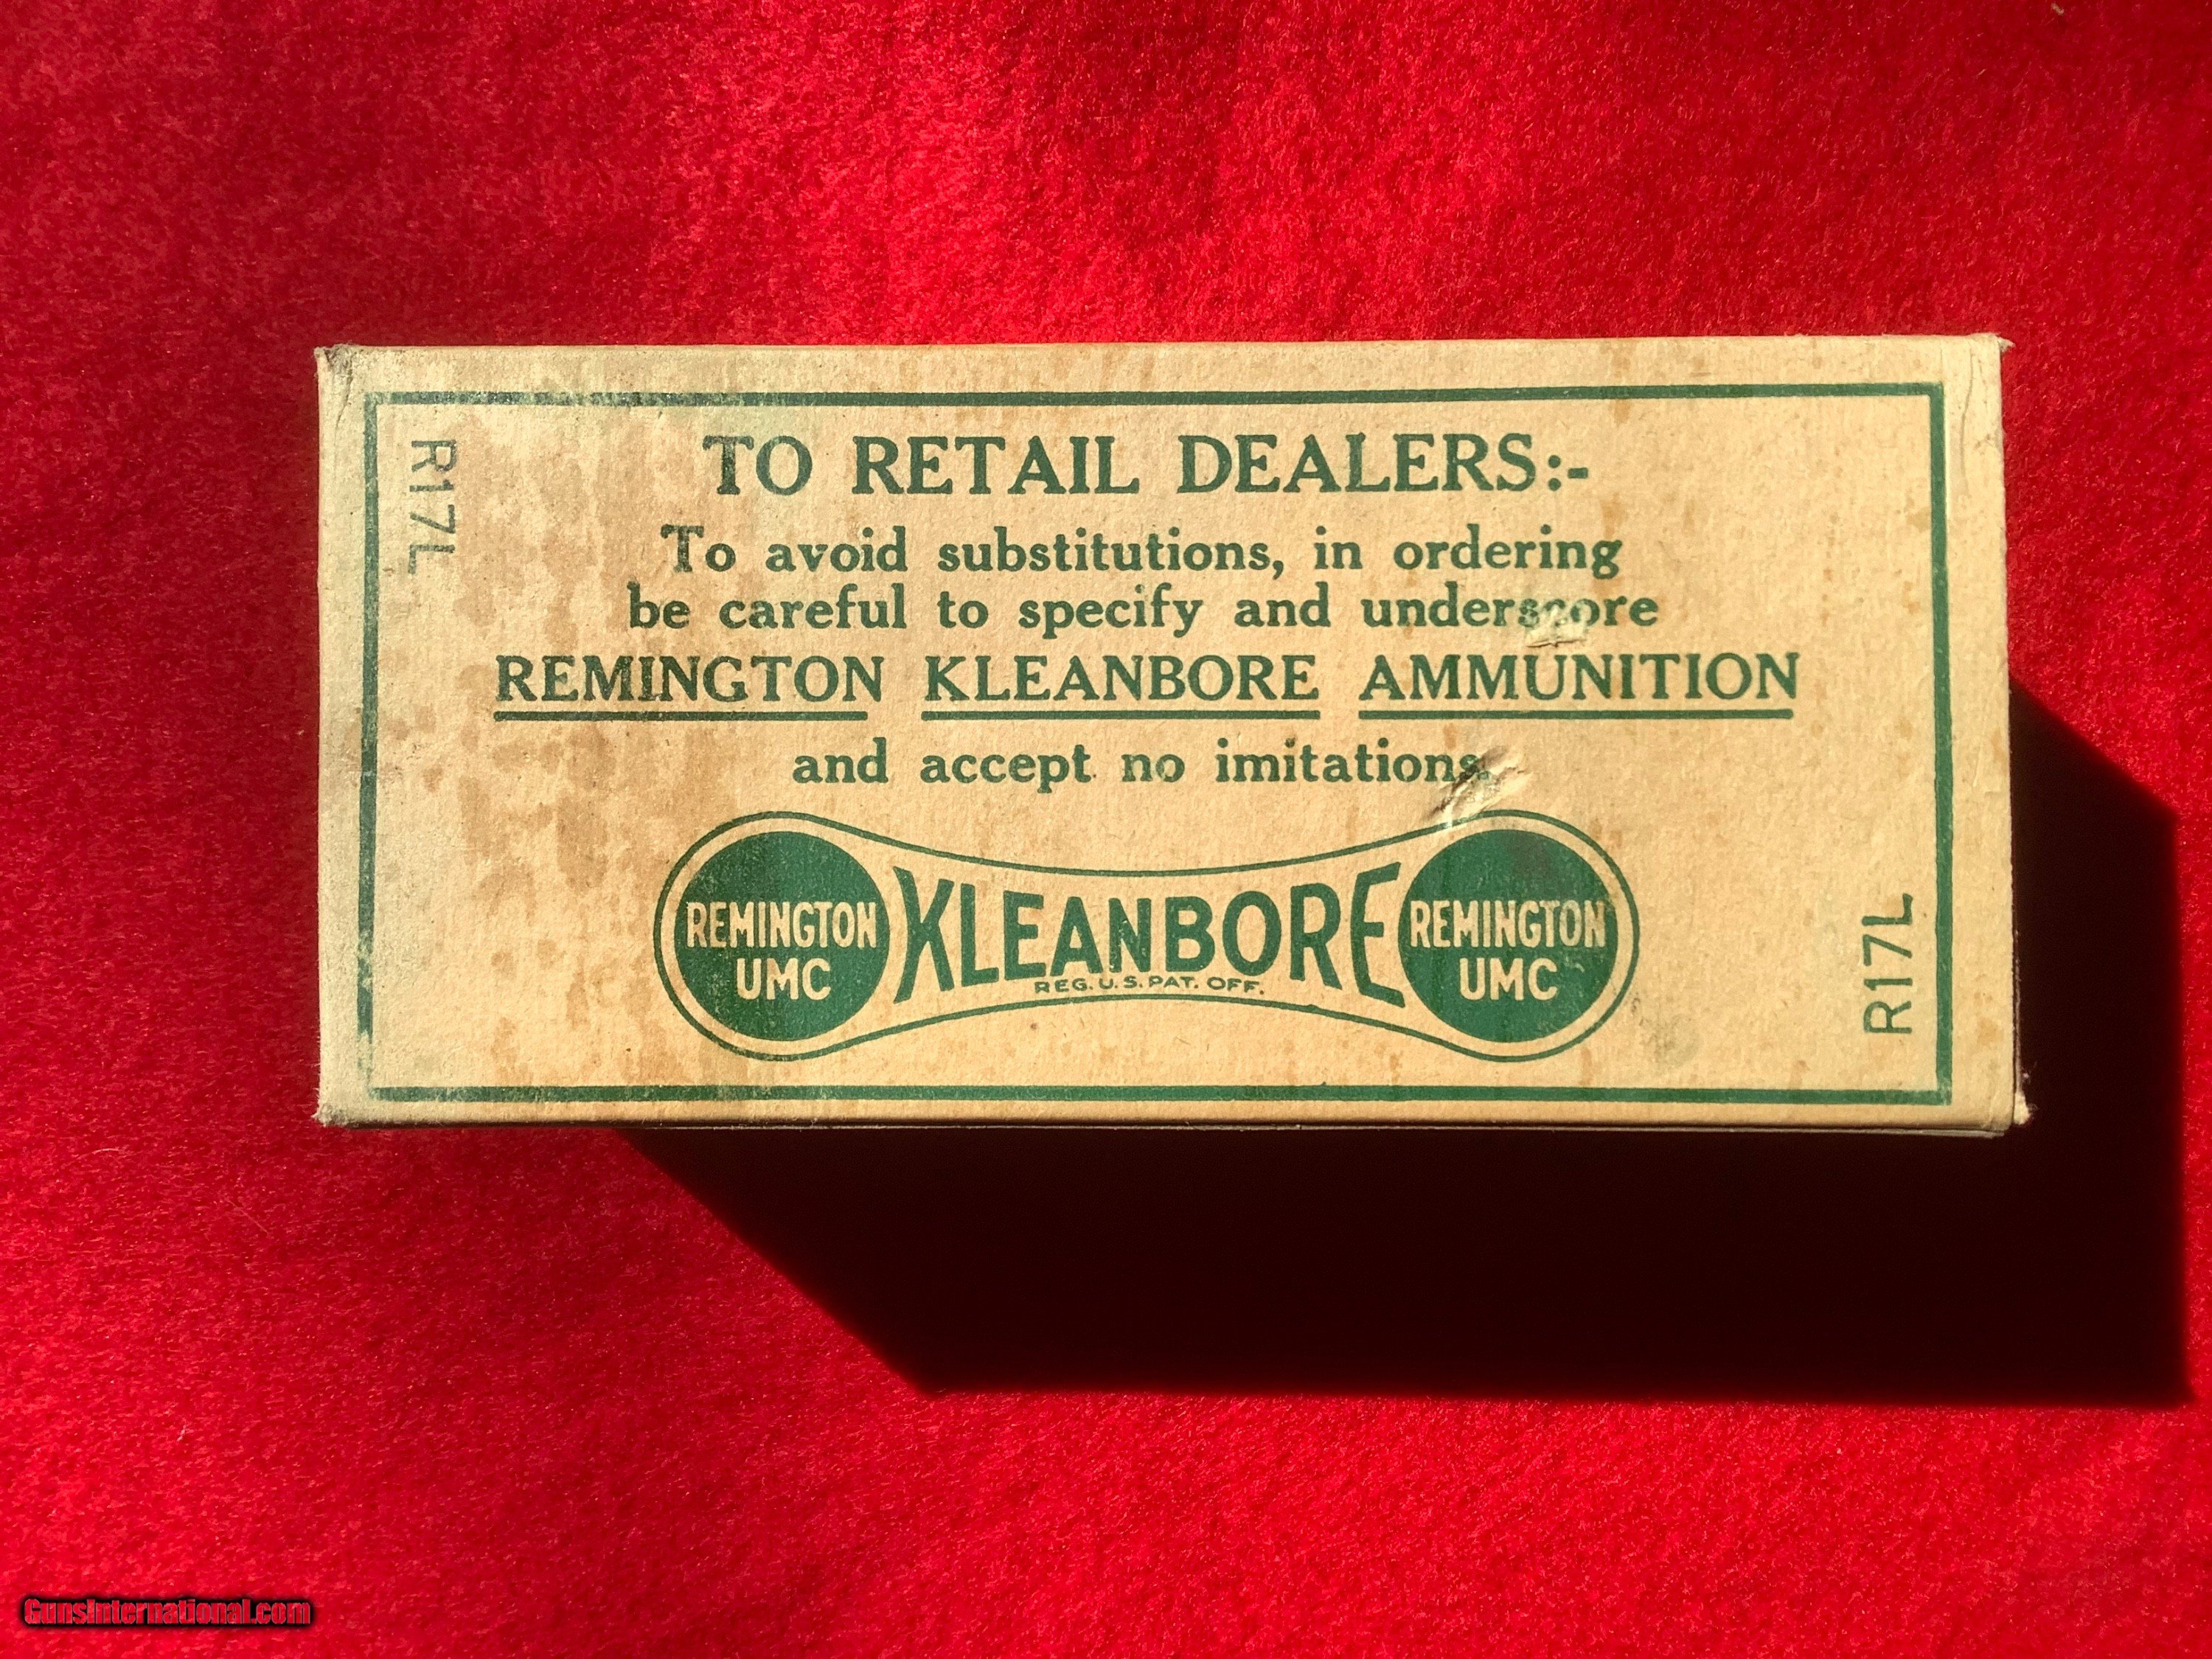 TO RETAIL DEALERS:-
R17L
To avoid substitutions, in ordering
be careful to specify and underscore
REMINGTON KLEANBORE AMMUNITION
and accept no imitations.
REMINGTON
UMC
KLEANBORE
REG. U.S. PAT. OFF.
REMINGTON
UMC
R17L
GunsInternational.com